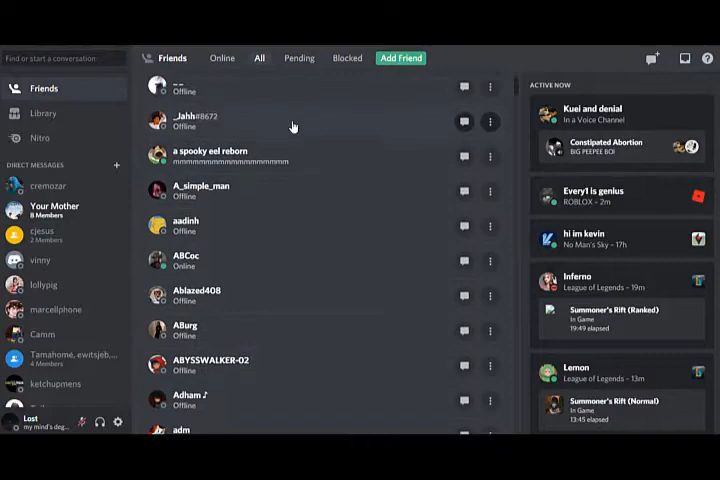 Find or start a conversation
Friends
Online
All
Pending
Blocked
Add Friend
Friends
Library
Nitro
DIRECT MESSAGES
cremozar
Your Mother
8 Members
cjesus
2 Members
vinny
lollypig
marcellphone
Camm
Tamahome, ewitsjeb,...
4 Members
ketchupmens
Lost
my mind's deg...
_ _
Offline
_Jahh#8672
Offline
a spooky eel reborn
A_simple_man
Offline
aadinh
Offline
ABCoc
Online
Ablazed408
Offline
ABurg
Offline
ABYSSWALKER-02
Offline
Adham ♪
Offline
adm
ACTIVE NOW
Kuei and denial
In a Voice Channel
Constipated Abortion
BIG PEEPEE BOI
Every1 is genius
ROBLOX – 2m
hi im kevin
No Man's Sky – 17h
Inferno
League of Legends – 19m
Summoner's Rift (Ranked)
In Game
19:49 elapsed
Lemon
League of Legends – 13m
Summoner's Rift (Normal)
In Game
13:45 elapsed